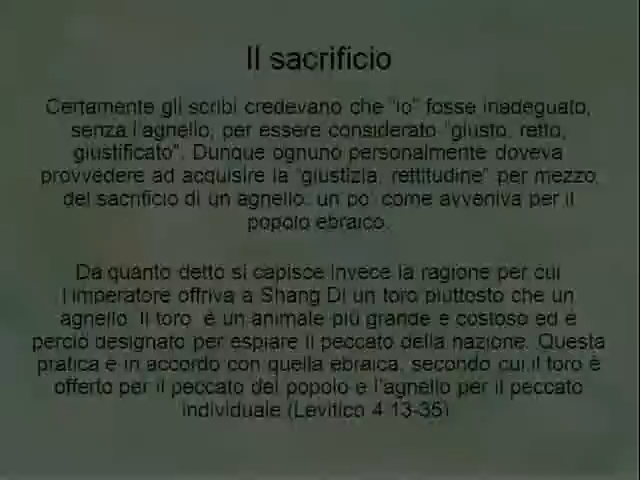 Il sacrificio
Certamente gli scribi credevano che "io" fosse inadeguato,
senza l'agnello, per essere considerato "giusto, retto,
giustificato". Dunque ognuno personalmente doveva
provvedere ad acquisire la "giustizia, rettitudine" per mezzo
del sacrificio di un agnello, un po' come avveniva per il
popolo ebraico.
Da quanto detto si capisce invece la ragione per cui
l'imperatore offriva a Shang Di un toro piuttosto che un
agnello. Il toro è un animale più grande e costoso ed è
perciò designato per espiare il peccato della nazione. Questa
pratica è in accordo con quella ebraica, secondo cui il toro è
offerto per il peccato del popolo e l'agnello per il peccato
individuale (Levitico 4:13-35)